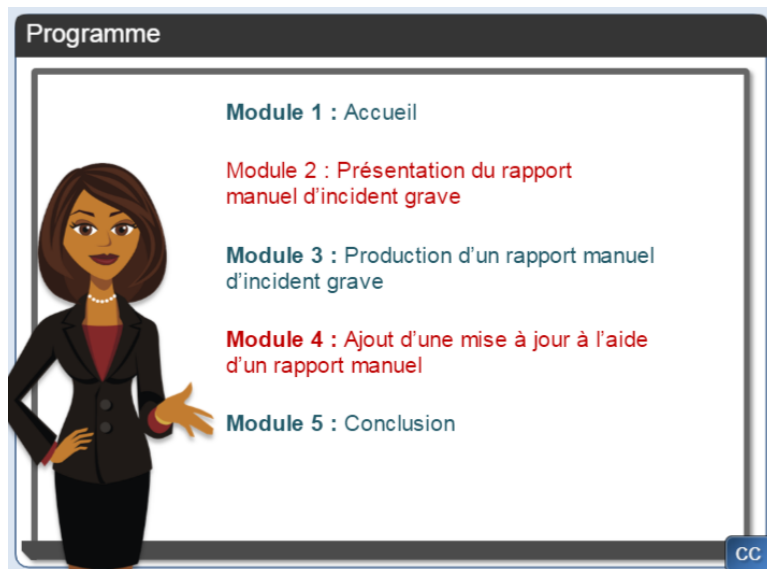 Programme
Module 1 : Accueil
Module 2 : Présentation du rapport
manuel d’incident grave
Module 3 : Production d’un rapport manuel
d’incident grave
Module 4 : Ajout d’une mise à jour à l’aide
d’un rapport manuel
Module 5 : Conclusion
CC